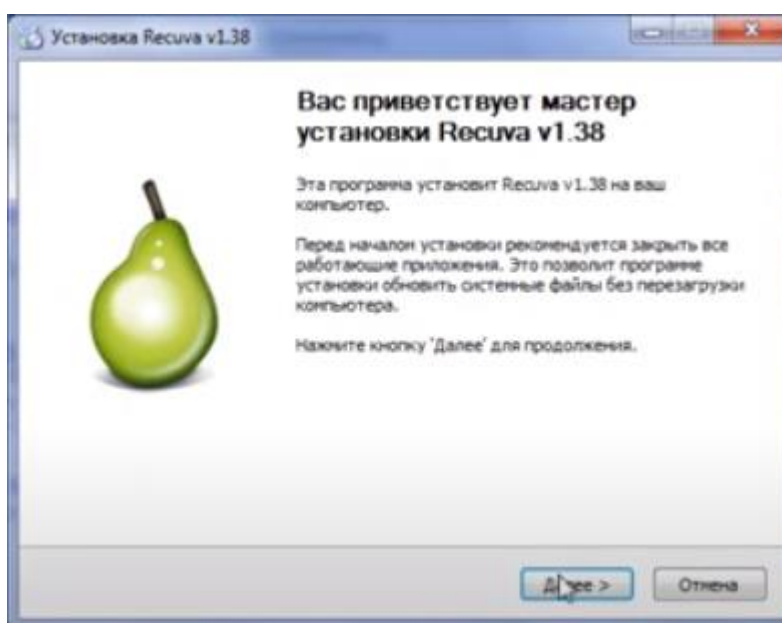 Установка Recuva v1.38
Вас приветствует мастер
установки Recuva v1.38
Эта программа установит Recuva v1.38 на ваш
компьютер.
Перед началом установки рекомендуется закрыть все
работающие приложения. Это позволит программе
установки обновить системные файлы без перезагрузки
компьютера.
Нажмите кнопку 'Далее' для продолжения.
Далее >
Отмена